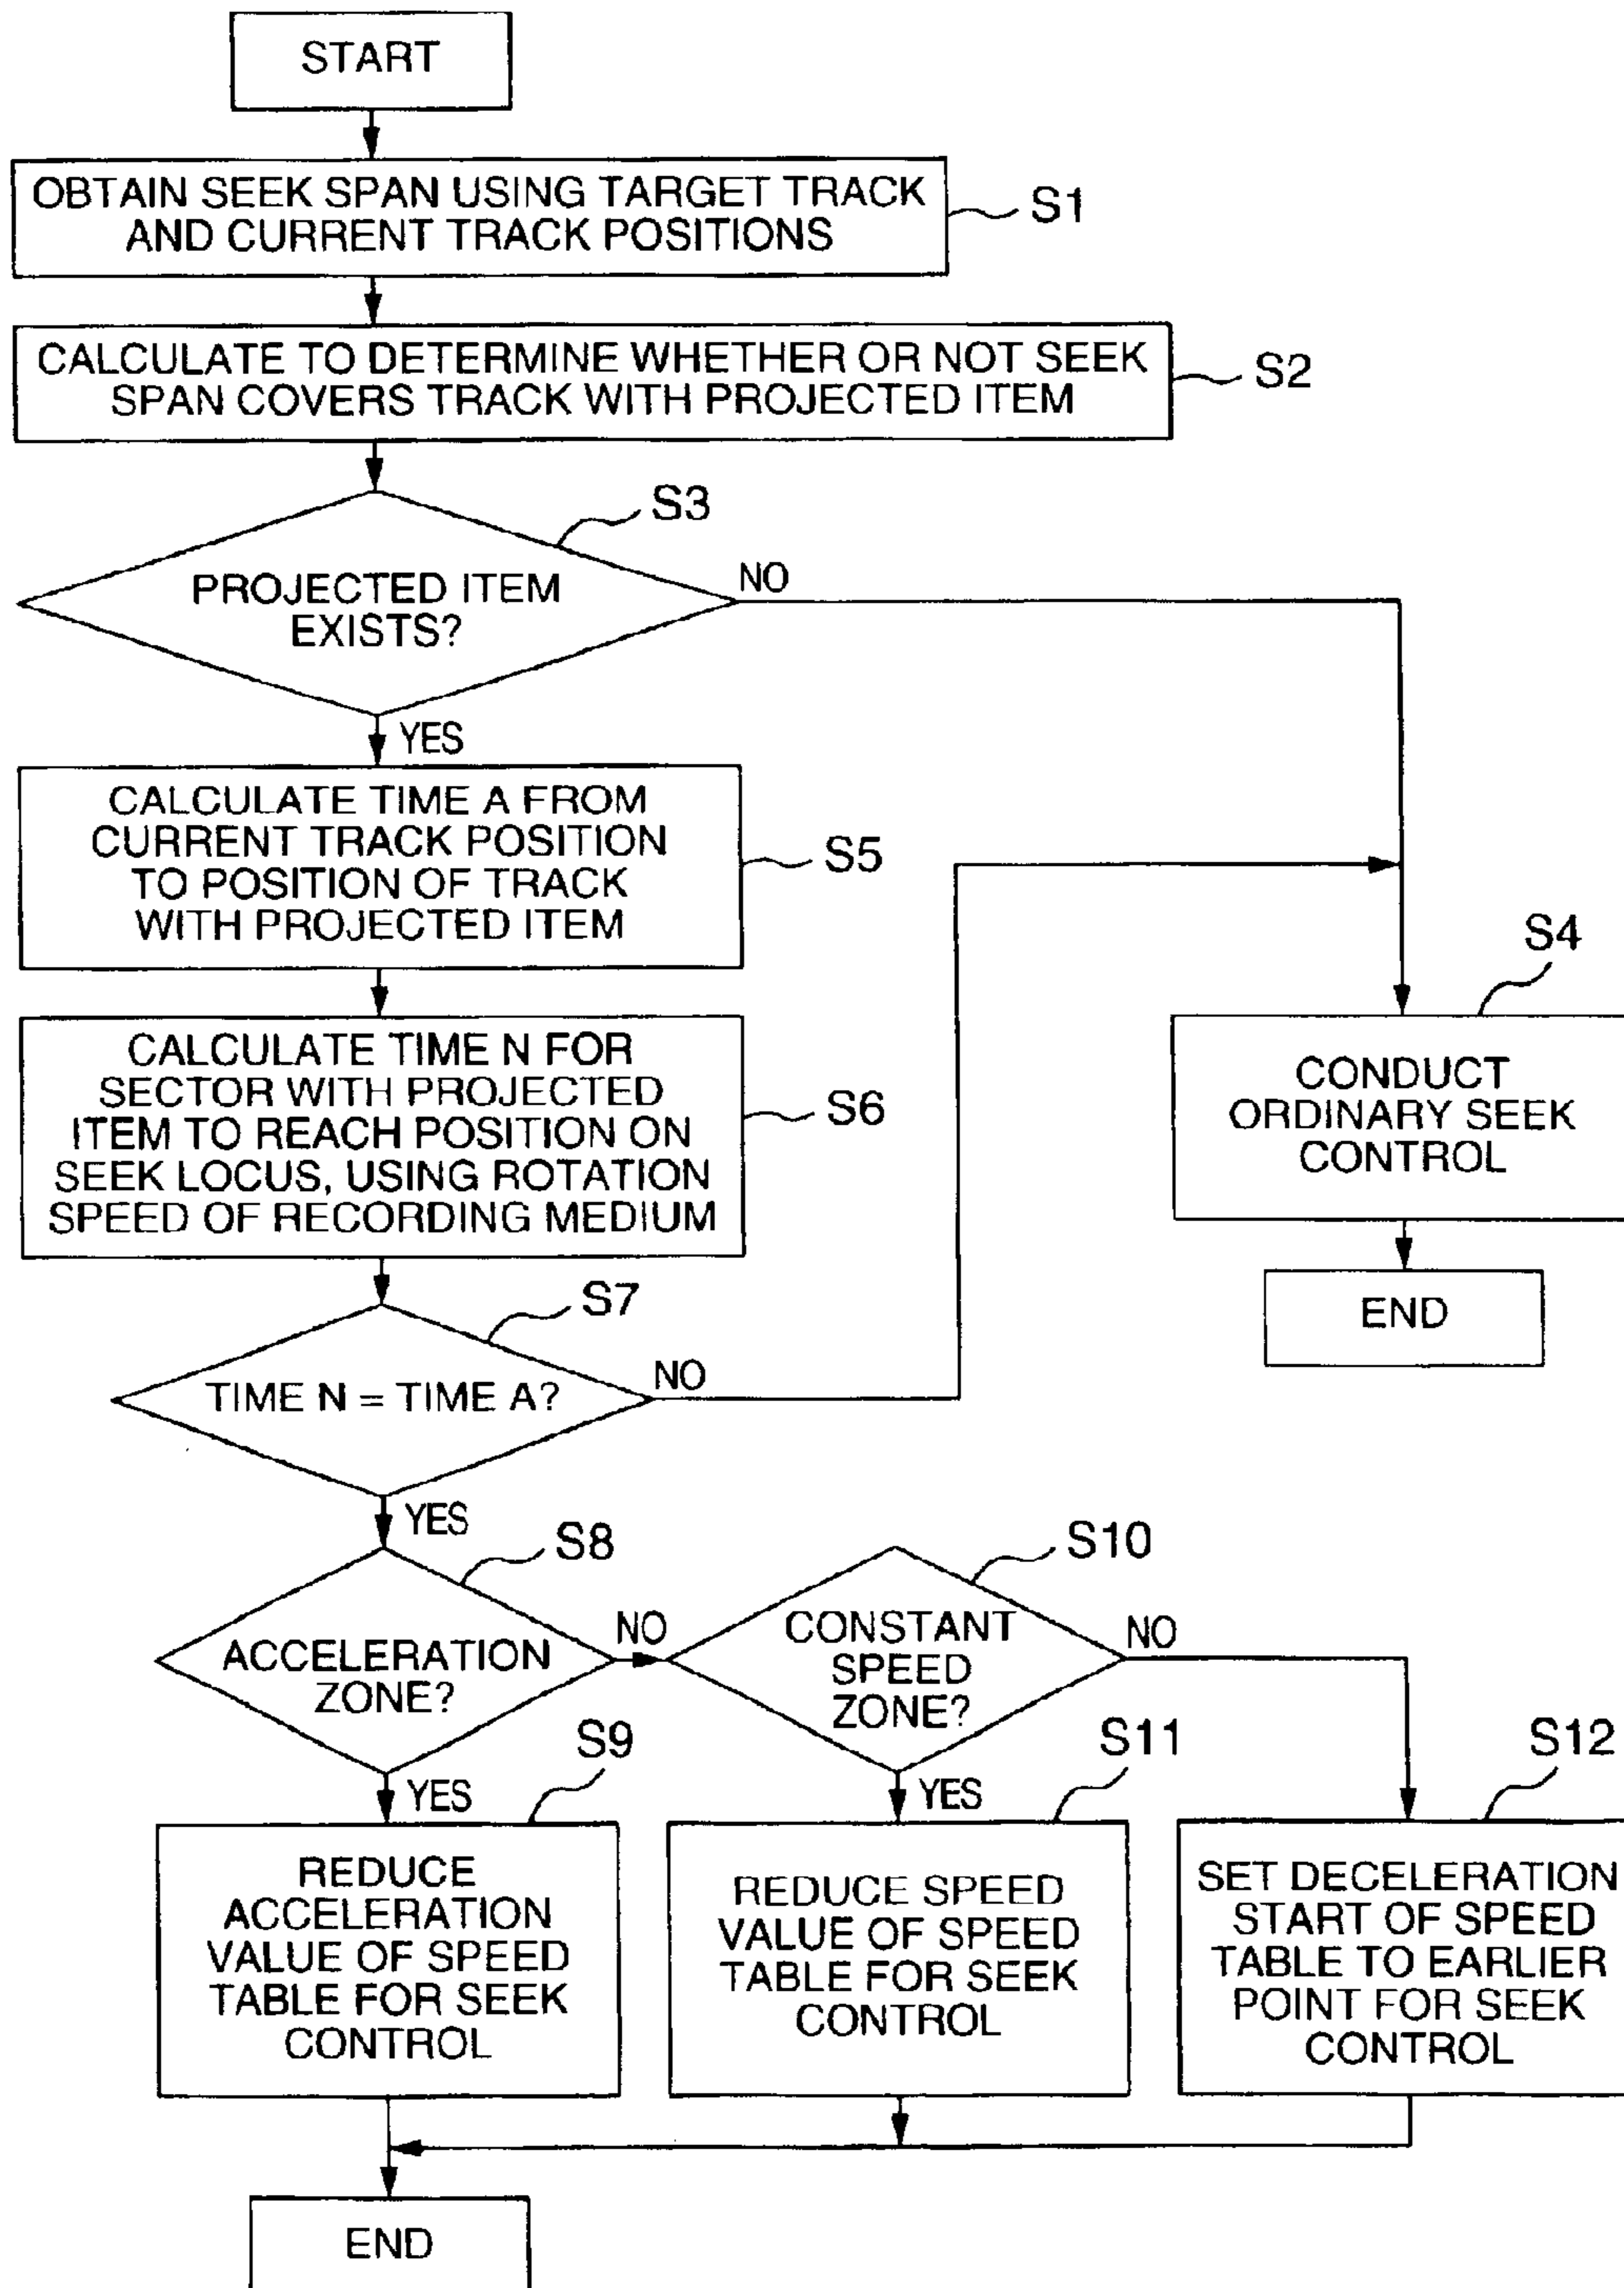 START
OBTAIN SEEK SPAN USING TARGET TRACK
AND CURRENT TRACK POSITIONS
S1
CALCULATE TO DETERMINE WHETHER OR NOT SEEK
SPAN COVERS TRACK WITH PROJECTED ITEM
S2
S3
PROJECTED ITEM
EXISTS?
NO
YES
CALCULATE TIME A FROM
CURRENT TRACK POSITION
TO POSITION OF TRACK
WITH PROJECTED ITEM
S5
S4
CONDUCT
ORDINARY SEEK
CONTROL
END
CALCULATE TIME N FOR
SECTOR WITH PROJECTED
ITEM TO REACH POSITION ON
SEEK LOCUS, USING ROTATION
SPEED OF RECORDING MEDIUM
S6
S7
TIME N = TIME A?
NO
YES
S8
ACCELERATION
ZONE?
NO
YES
S10
CONSTANT
SPEED
ZONE?
NO
YES
S9
REDUCE
ACCELERATION
VALUE OF SPEED
TABLE FOR SEEK
CONTROL
S11
REDUCE SPEED
VALUE OF SPEED
TABLE FOR SEEK
CONTROL
S12
SET DECELERATION
START OF SPEED
TABLE TO EARLIER
POINT FOR SEEK
CONTROL
END